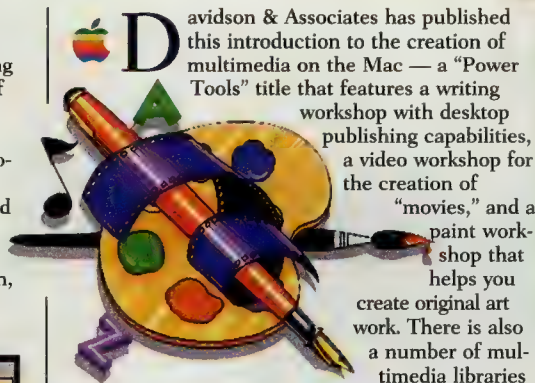 Davidson & Associates has published
this introduction to the creation of
multimedia on the Mac — a “Power
Tools” title that features a writing
workshop with desktop
publishing capabilities,
a video workshop for
the creation of
“movies,” and a
paint work-
shop that
helps you
create original art
work. There is also
a number of mul-
timedia libraries
A
Z